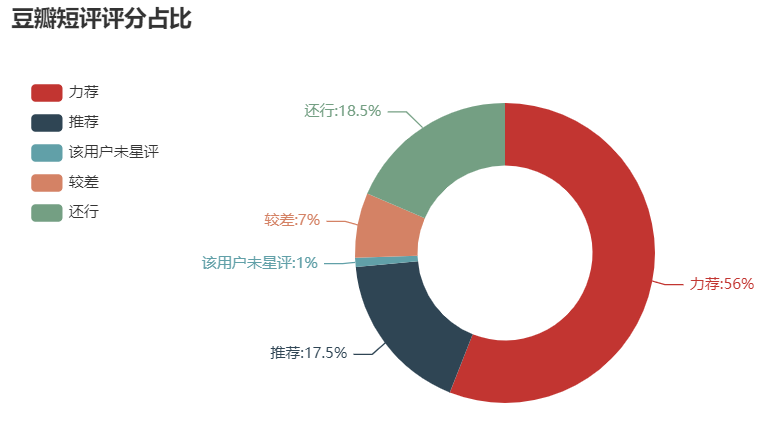 豆瓣短评评分占比
力荐
推荐
该用户未星评
较差
还行
还行:18.5%
较差:7%
该用户未星评:1%
力荐:56%
推荐:17.5%